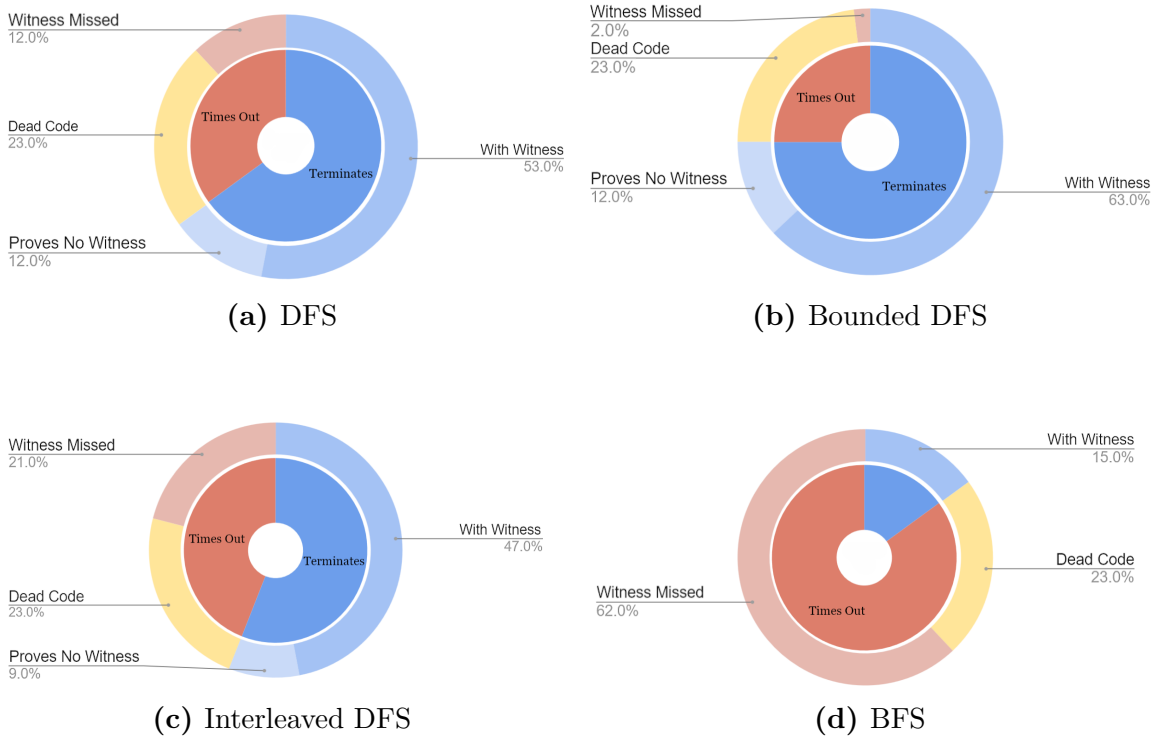 Witness Missed
12.0%
Dead Code
23.0%
Proves No Witness
12.0%
Times Out
Terminates
With Witness
53.0%
(a) DFS
Witness Missed
2.0%
Dead Code
23.0%
Proves No Witness
12.0%
Times Out
Terminates
With Witness
63.0%
(b) Bounded DFS
Witness Missed
21.0%
Dead Code
23.0%
Proves No Witness
9.0%
Times Out
Terminates
With Witness
47.0%
(c) Interleaved DFS
With Witness
15.0%
Dead Code
23.0%
Witness Missed
62.0%
Times Out
(d) BFS